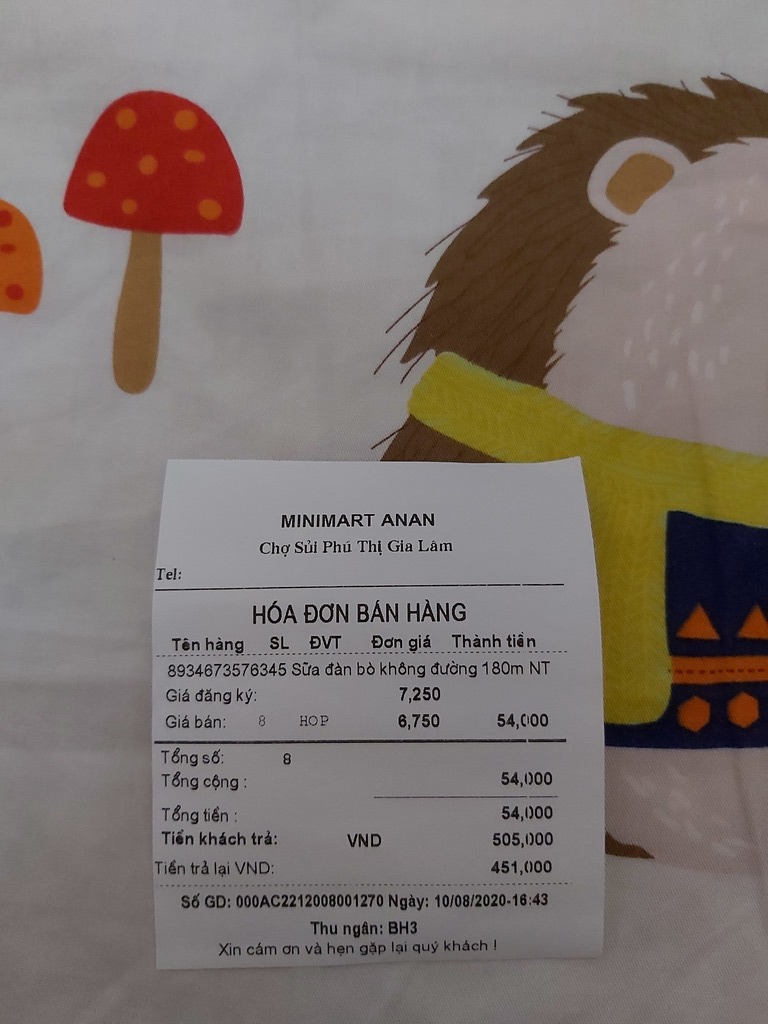 MINIMART ANAN
Chợ Sủi Phú Thị Gia Lâm
Tel:
HÓA ĐƠN BÁN HÀNG
Tên hàng SL ĐVT Đơn giá Thành tiền
8934673576345 Sữa đàn bò không đường 180m NT
Giá đăng ký: 7,250
Giá bán: 8 HOP 6,750 54,000
Tổng số: 8
Tổng cộng : 54,000
Tổng tiền : 54,000
Tiền khách trả: VND 505,000
Tiền trả lại VND: 451,000
Số GD: 000AC2212008001270 Ngày: 10/08/2020-16:43
Thu ngân: BH3
Xin cám ơn và hẹn gặp lại quý khách !